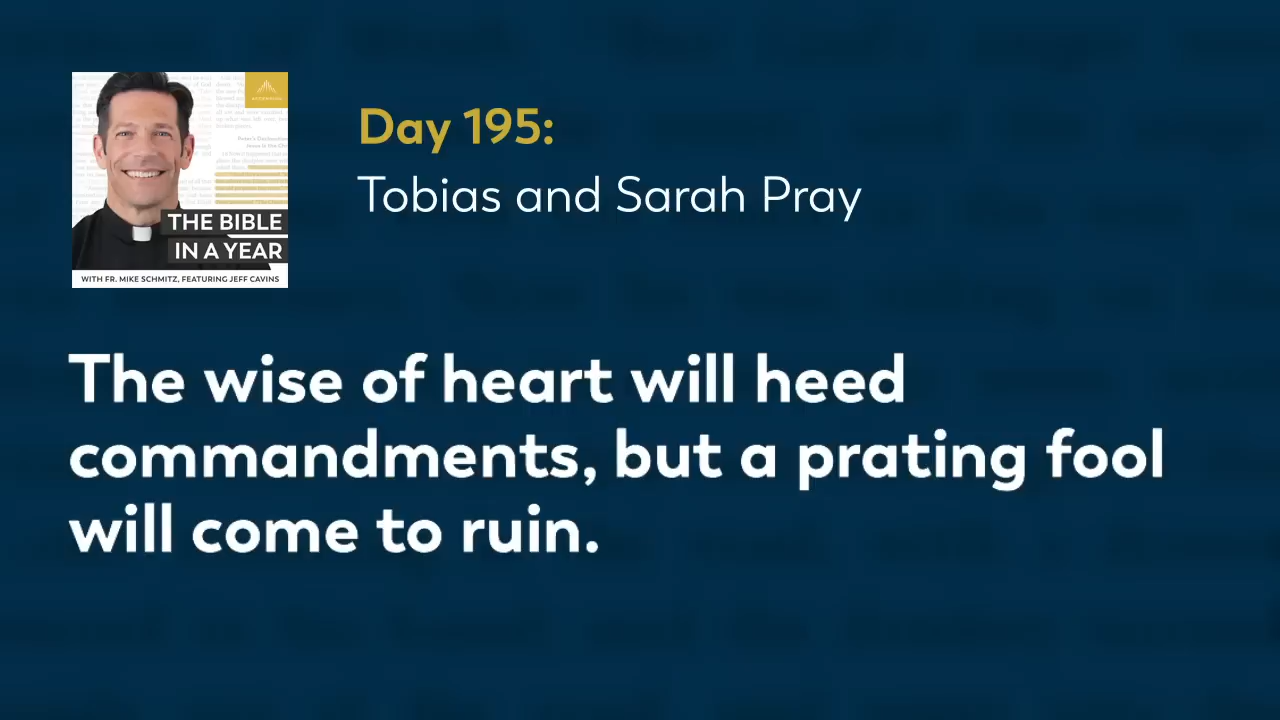 Day 195:
Tobias and Sarah Pray
THE BIBLE
IN A YEAR
WITH FR. MIKE SCHMITZ, FEATURING JEFF CAVINS
The wise of heart will heed
commandments, but a prating fool
will come to ruin.